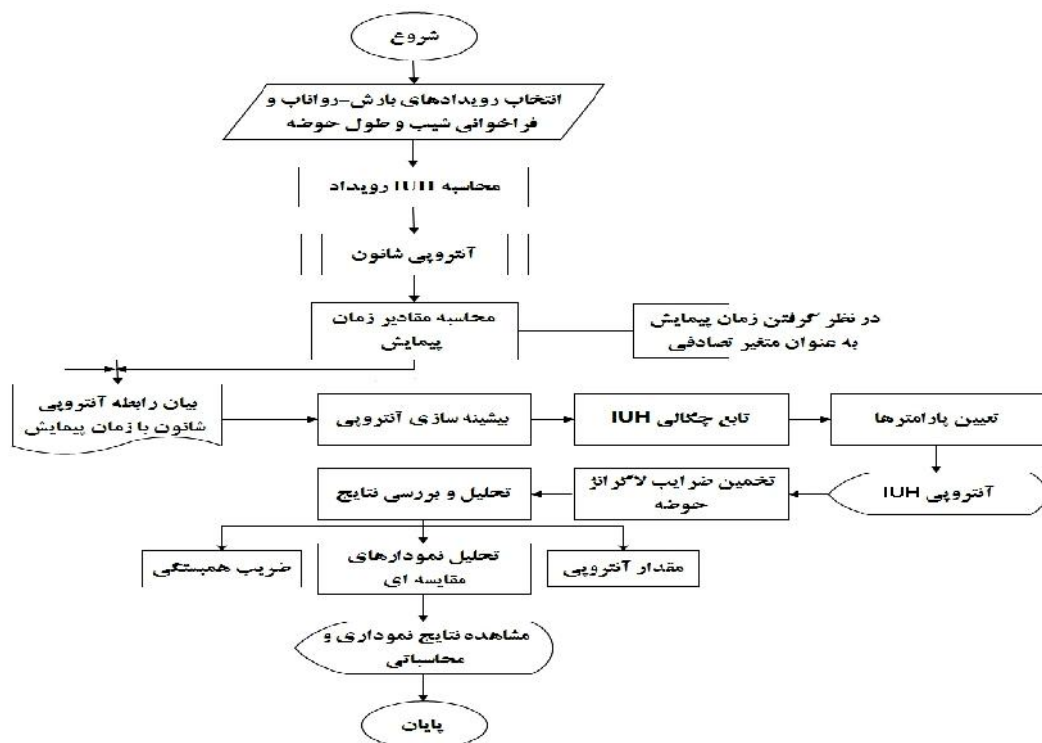 شروع
انتخاب رویدادهای بارش-رواناب و
فراخوانی شیب و طول حوضه
محاسبه IUH رویداد
آنتروپی شانون
محاسبه مقادیر زمان
پیمایش
در نظر گرفتن زمان پیمایش
به عنوان متغیر تصادفی
بیان رابطه آنتروپی
شانون با زمان پیمایش
بیشینه سازی آنتروپی
تابع چگالی IUH
تعیین پارامترها
آنتروپی IUH
تخمین ضرایب لاگرانژ
حوضه
تحلیل و بررسی نتایج
ضریب همبستگی
تحلیل نمودارهای
مقایسه ای
مقدار آنتروپی
مشاهده نتایج نموداری و
محاسباتی
پایان